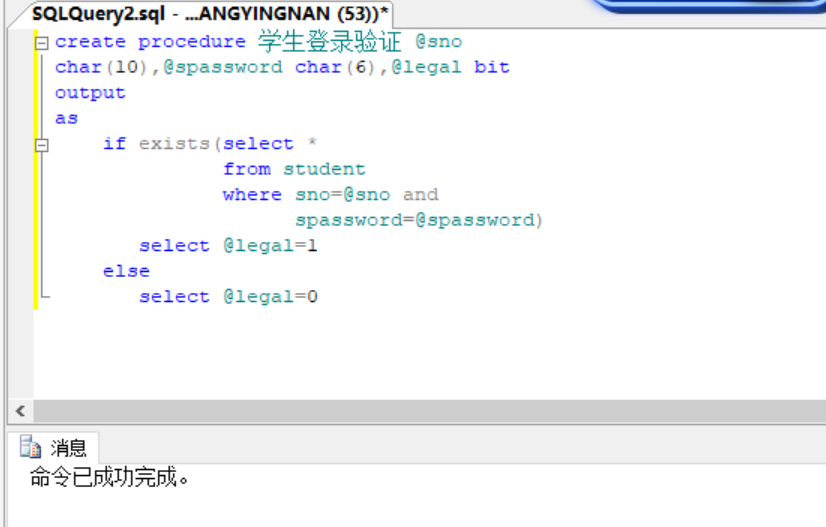 SQLQuery2.sql - ...ANGYINGNAN (53))*
create procedure 学生登录验证 @sno
char(10),@spassword char(6),@legal bit
output
as
if exists(select *
from student
where sno=@sno and
spassword=@spassword)
select @legal=1
else
select @legal=0
消息
命令已成功完成。